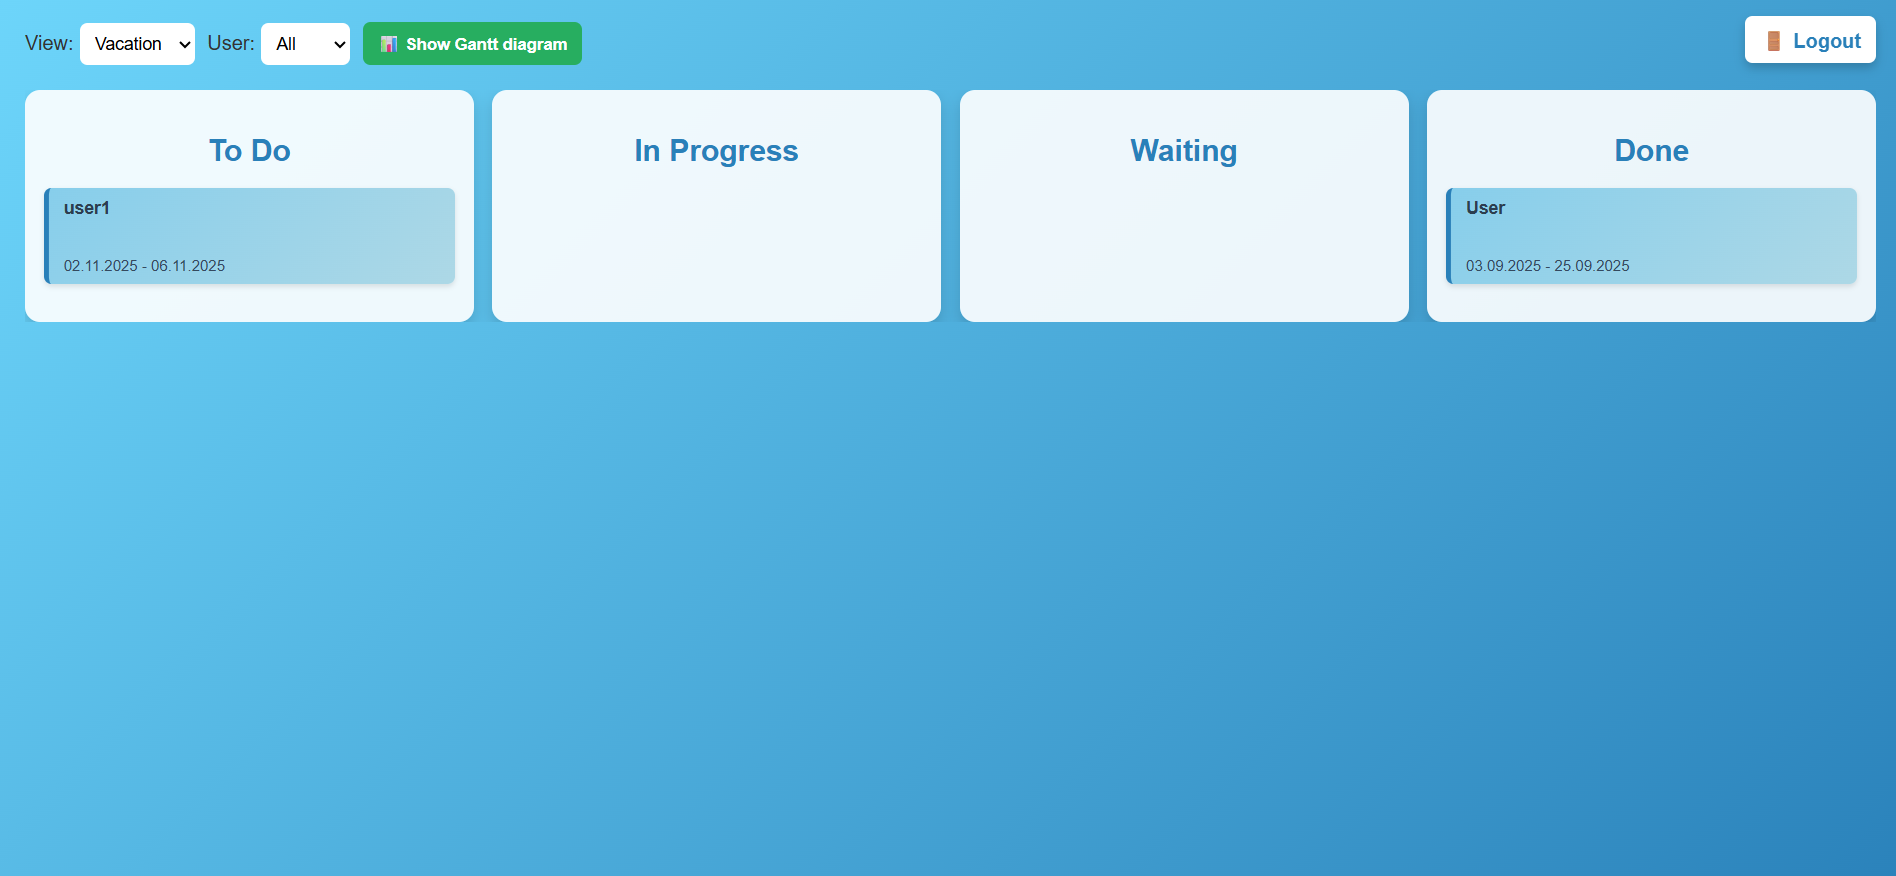 View: Vacation User: All Show Gantt diagram Logout
To Do
user1
02.11.2025 - 06.11.2025
In Progress
Waiting
Done
User
03.09.2025 - 25.09.2025